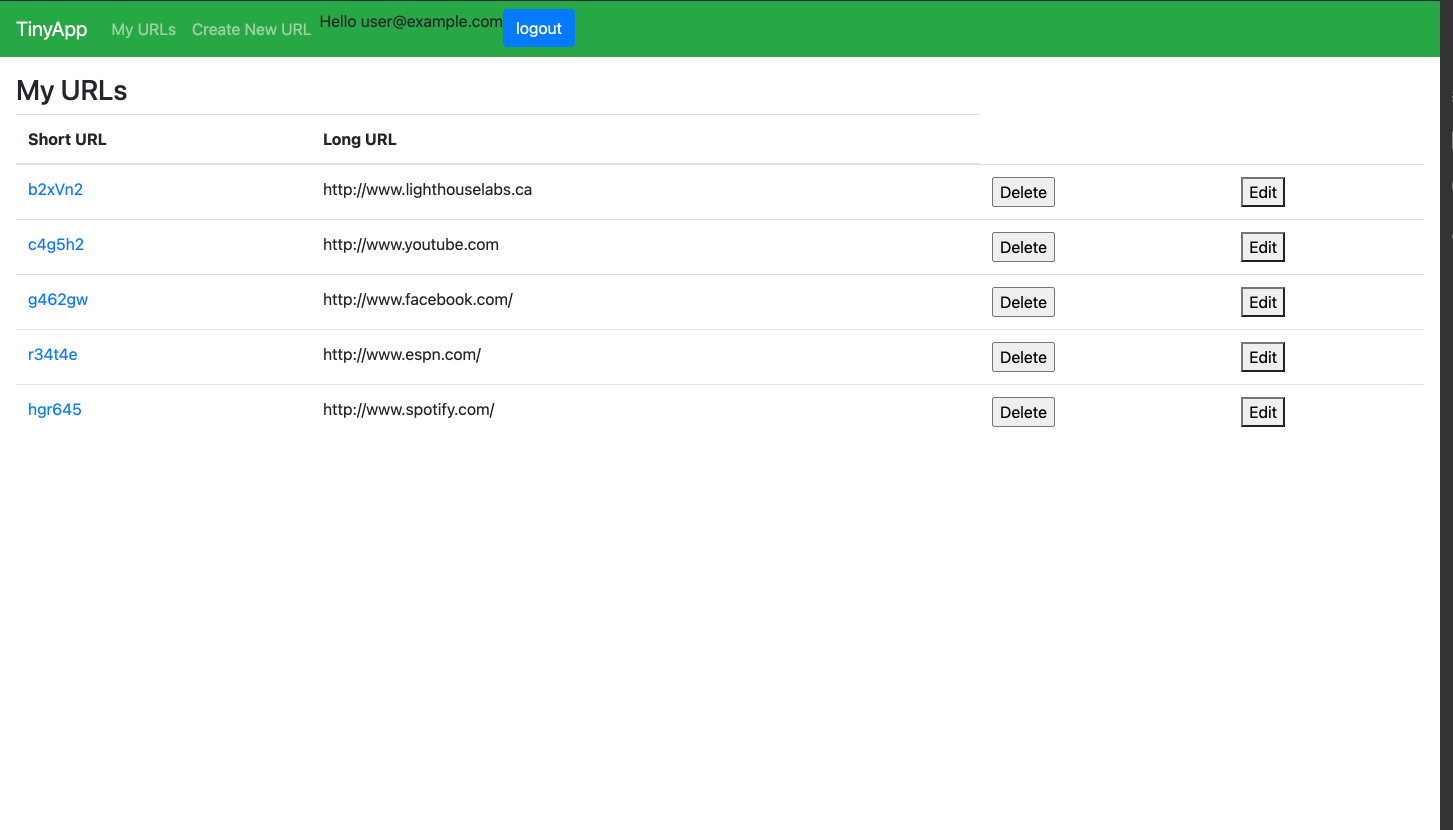 TinyApp My URLs Create New URL Hello user@example.com logout
My URLs
Short URL Long URL
b2xVn2 http://www.lighthouselabs.ca Delete Edit
c4g5h2 http://www.youtube.com Delete Edit
g462gw http://www.facebook.com/ Delete Edit
r34t4e http://www.espn.com/ Delete Edit
hgr645 http://www.spotify.com/ Delete Edit